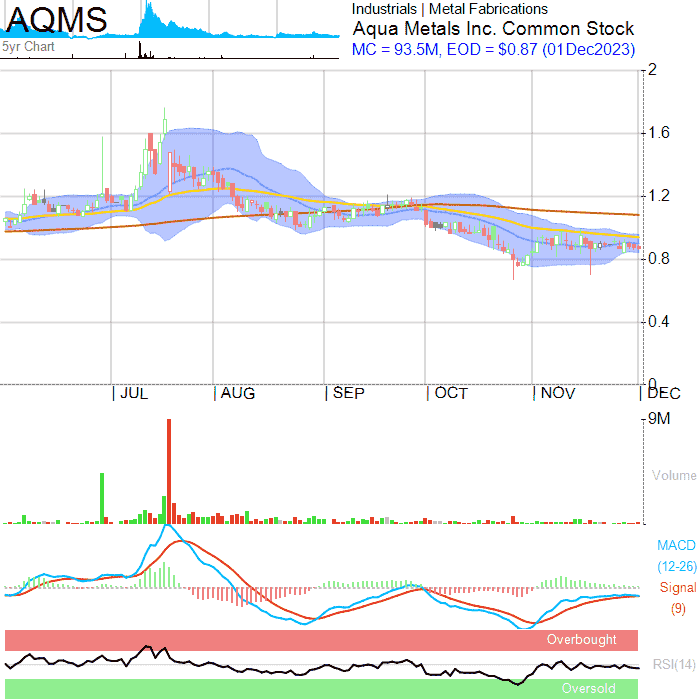 AQMS
5yr Chart
Industrials | Metal Fabrications
Aqua Metals Inc. Common Stock
MC = 93.5M, EOD = $0.87 (01Dec2023)
2
1.6
1.2
0.8
0.4
0
JUL AUG SEP OCT NOV DEC
9M
Volume
MACD
(12-26)
Signal
(9)
Overbought
RSI(14)
Oversold